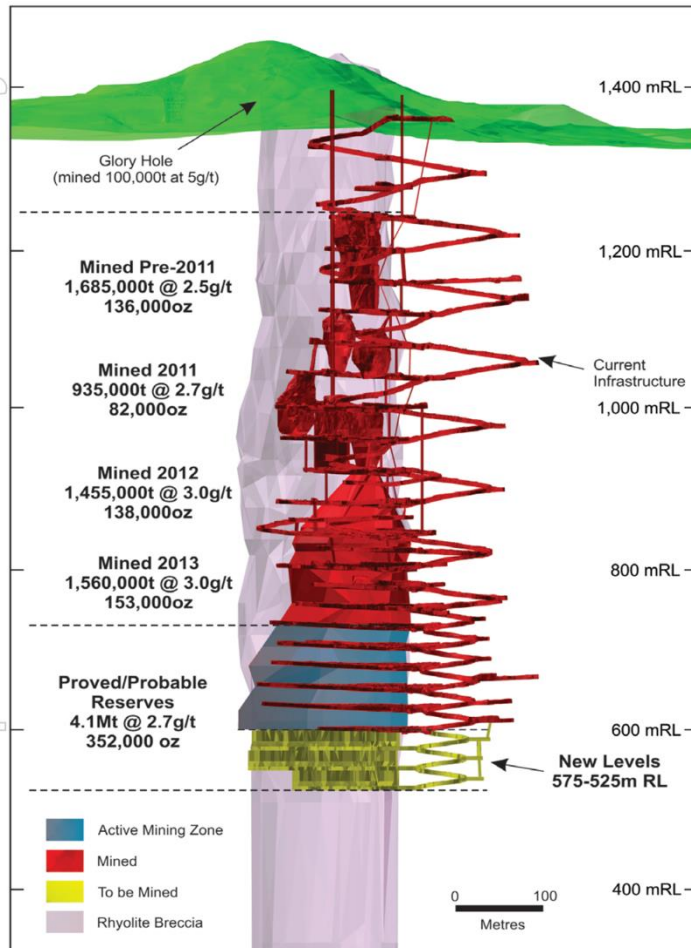 1,400 mRL
Glory Hole
(mined 100,000t at 5g/t)
1,200 mRL
Mined Pre-2011
1,685,000t @ 2.5g/t
136,000oz
Current
Infrastructure
Mined 2011
935,000t @ 2.7g/t
82,000oz
1,000 mRL
Mined 2012
1,455,000t @ 3.0g/t
138,000oz
Mined 2013
1,560,000t @ 3.0g/t
153,000oz
800 mRL
Proved/Probable
Reserves
4.1Mt @ 2.7g/t
352,000 oz
600 mRL
New Levels
575-525m RL
Active Mining Zone
Mined
To be Mined
Rhyolite Breccia
0 100
Metres
400 mRL